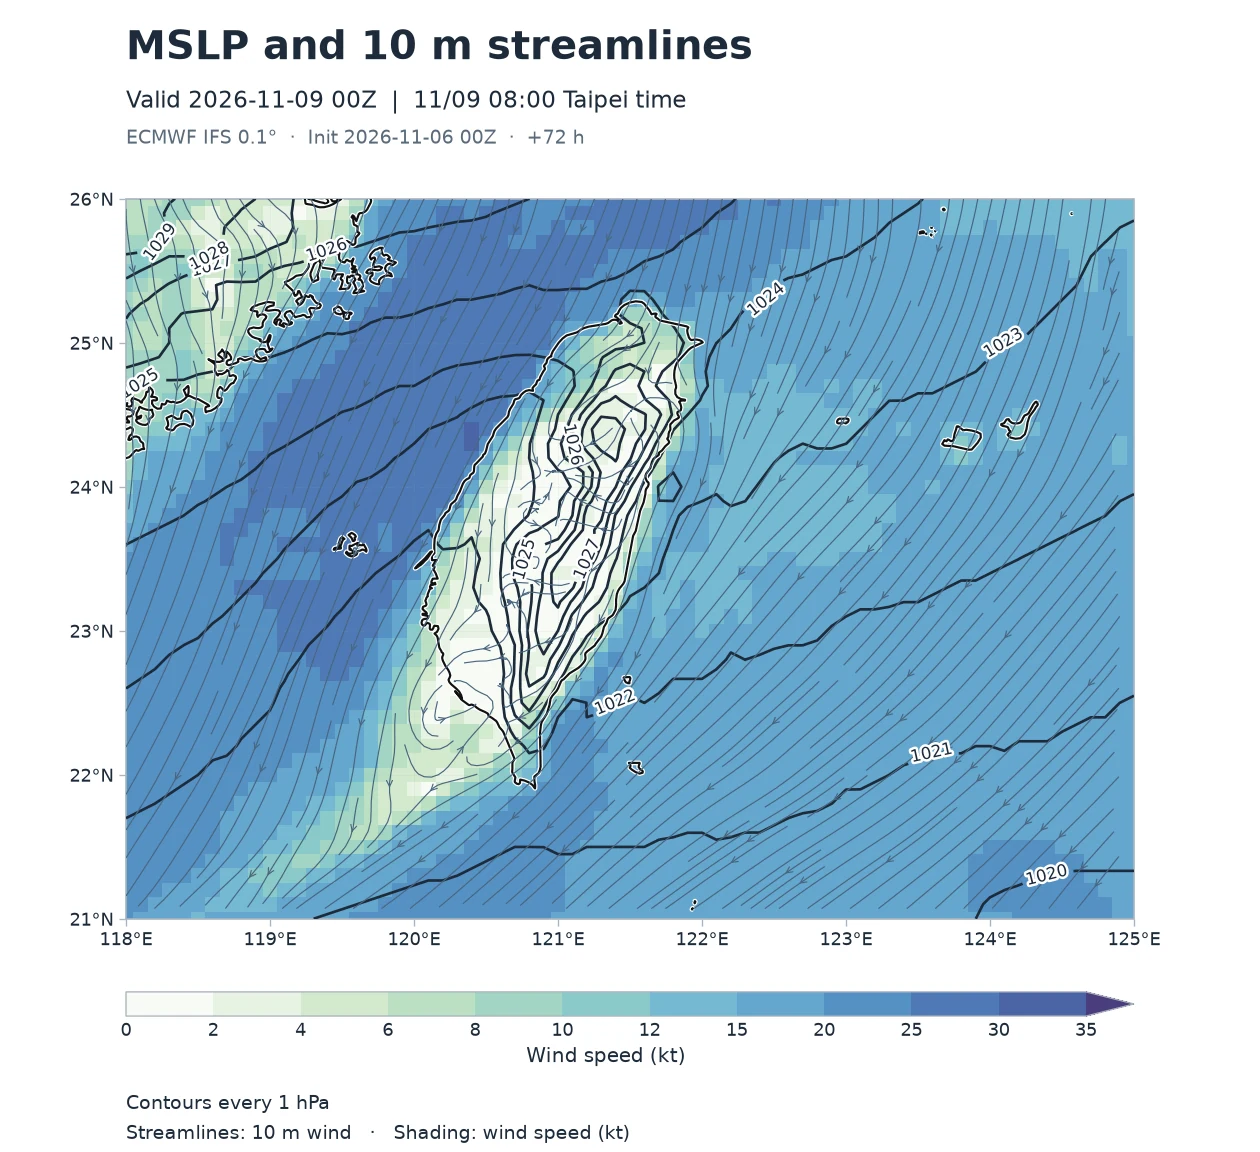 MSLP and 10 m streamlines
Valid 2026-11-09 00Z | 11/09 08:00 Taipei time
ECMWF IFS 0.1° · Init 2026-11-06 00Z · +72 h
26°N
1029
1028
1027
1026
1025
1024
1023
25°N
1026
24°N
1025
1027
23°N
1022
1021
22°N
1020
21°N
118°E 119°E 120°E 121°E 122°E 123°E 124°E 125°E
0 2 4 6 8 10 12 15 20 25 30 35
Wind speed (kt)
Contours every 1 hPa
Streamlines: 10 m wind · Shading: wind speed (kt)